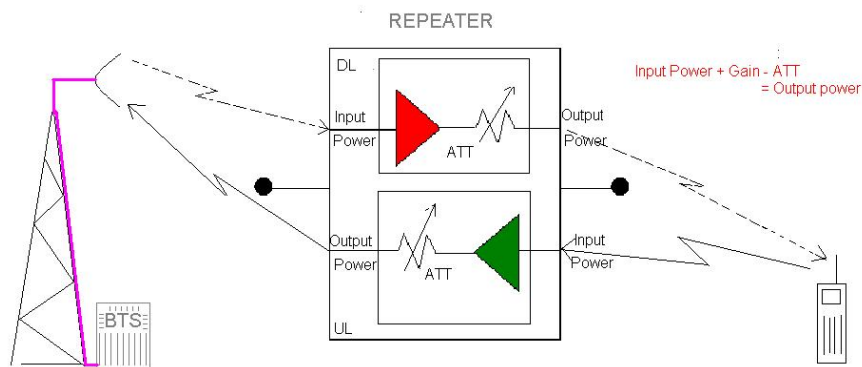 REPEATER
DL
Input Power + Gain - ATT
= Output power
Input
Power
Output
Power
ATT
Output
Power
Input
Power
ATT
BTS
UL